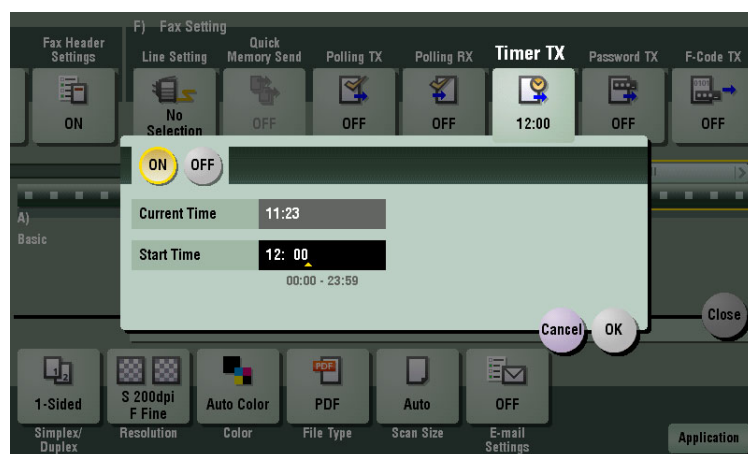 F) Fax Setting
Fax Header
Settings
Line Setting
Quick
Memory Send
Polling TX
Polling RX
Timer TX
Password TX
F-Code TX
ON
No
Selection
OFF
OFF
OFF
12:00
OFF
OFF
ON
OFF
Current Time
11:23
Start Time
12: 00
00:00 - 23:59
A)
Basic
Cancel
OK
Close
1-Sided
S 200dpi
F Fine
Auto Color
PDF
PDF
Auto
OFF
Simplex/
Duplex
Resolution
Color
File Type
Scan Size
E-mail
Settings
Application